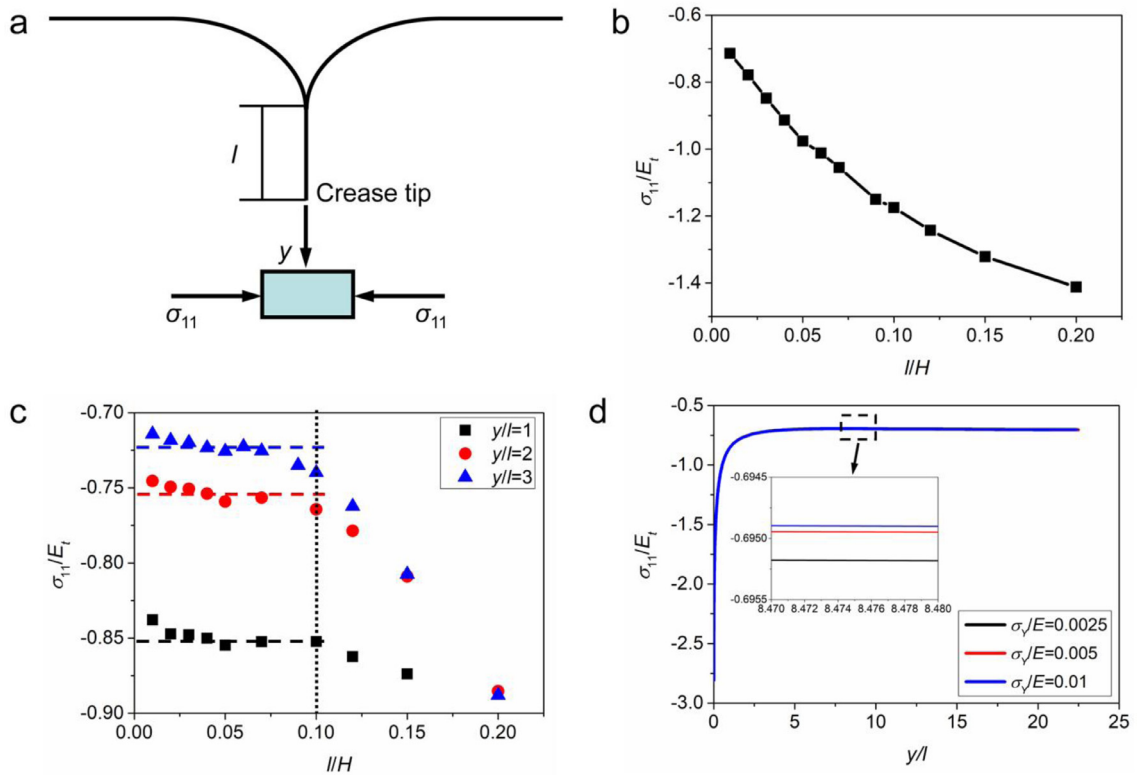 a
l
Crease tip
y
σ11
σ11
b
-0.6
-0.8
-1.0
-1.2
-1.4
σ11/Et
0.00 0.05 0.10 0.15 0.20
l/H
c
-0.70
-0.75
-0.80
-0.85
-0.90
σ11/Et
y/l=1
y/l=2
y/l=3
0.00 0.05 0.10 0.15 0.20
l/H
d
-0.5
-1.0
-1.5
-2.0
-2.5
-3.0
σ11/Et
-0.6945
-0.6950
-0.6955
8.470 8.472 8.474 8.476 8.478 8.480
σY/E=0.0025
σY/E=0.005
σY/E=0.01
0 5 10 15 20 25
y/l